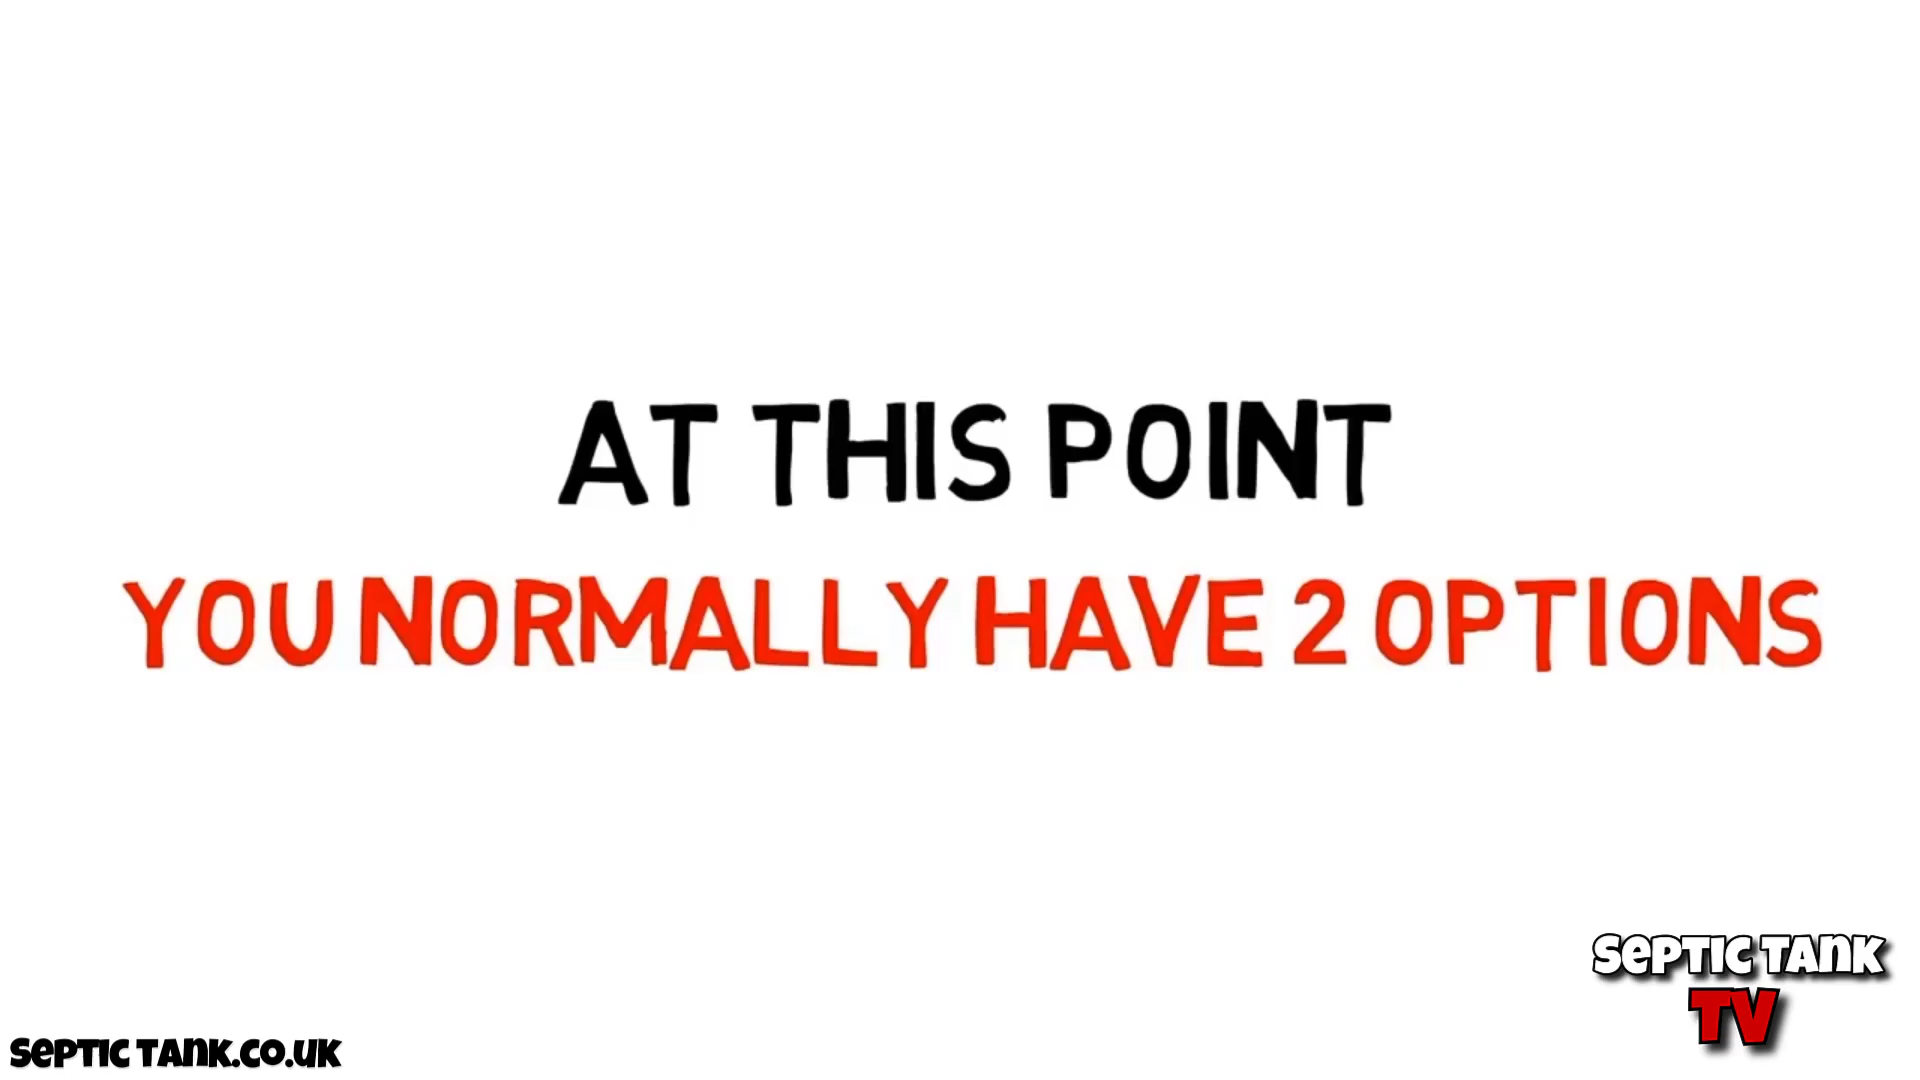 AT THIS POINT
YOU NORMALLY HAVE 2 OPTIONS
SEPTIC TANK
TV
SEPTIC TANK.CO.UK